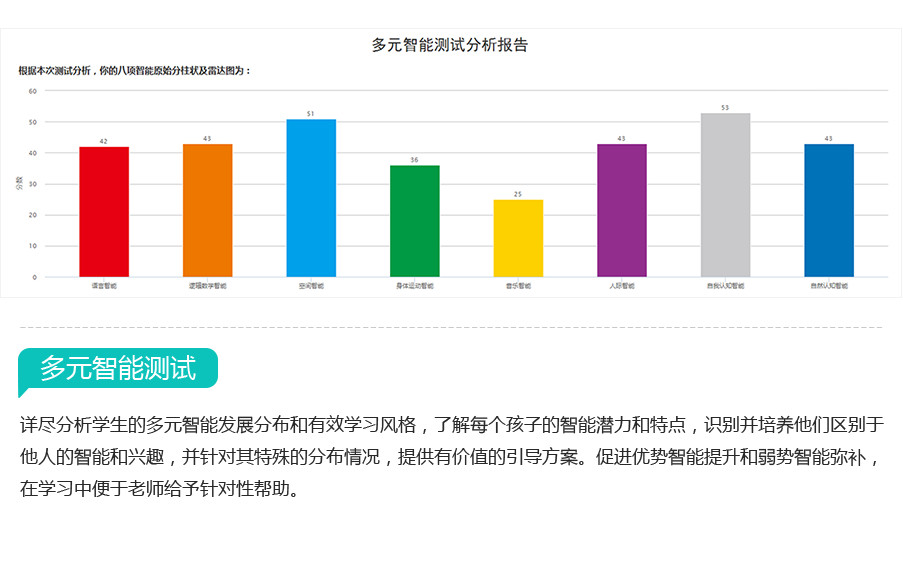 多元智能测试分析报告
根据本次测试分析，你的八项智能原始分柱状及雷达图为：
60
50
40
30
20
10
0
分数
42
43
51
36
25
43
53
43
语言智能
逻辑数学智能
空间智能
身体运动智能
音乐智能
人际智能
自我认知智能
自然认知智能
多元智能测试
详尽分析学生的多元智能发展分布和有效学习风格，了解每个孩子的智能潜力和特点，识别并培养他们区别于
他人的智能和兴趣，并针对其特殊的分布情况，提供有价值的引导方案。促进优势智能提升和弱势智能弥补，
在学习中便于老师给予针对性帮助。